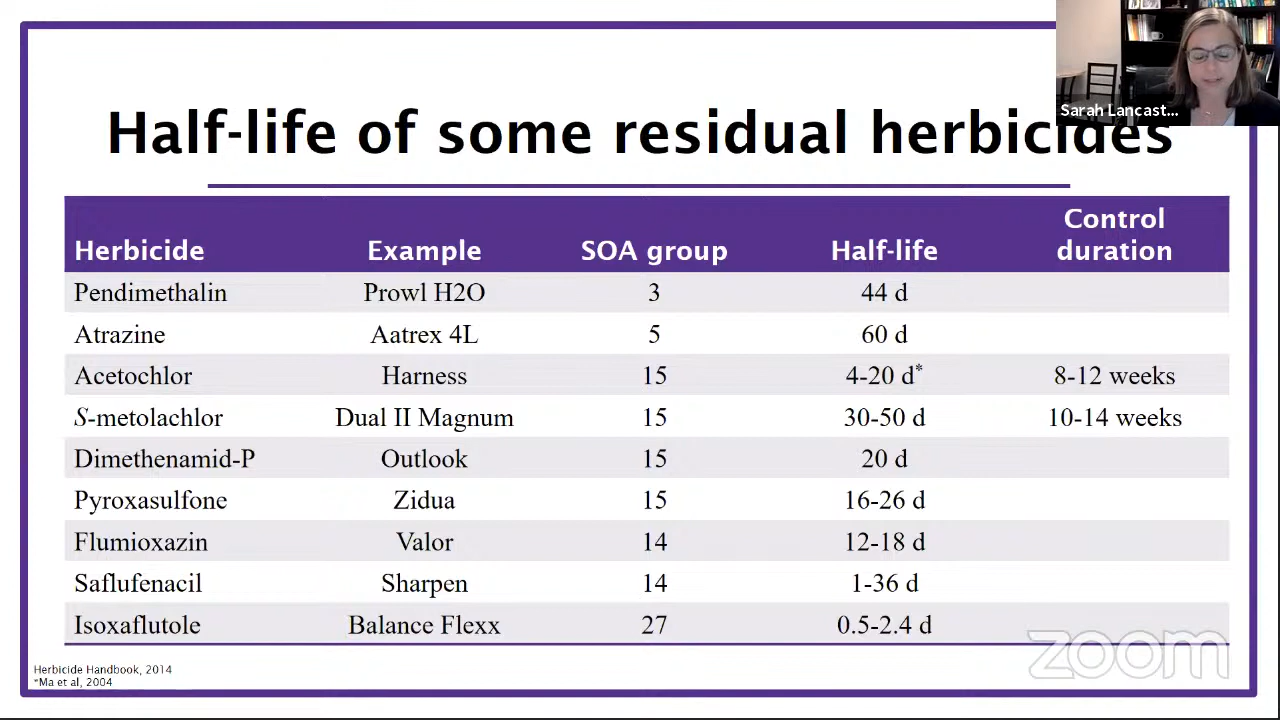 Sarah Lancast...
Half-life of some residual herbicides
Herbicide Example SOA group Half-life Control duration
Pendimethalin Prowl H2O 3 44 d
Atrazine Aatrex 4L 5 60 d
Acetochlor Harness 15 4-20 d* 8-12 weeks
S-metolachlor Dual II Magnum 15 30-50 d 10-14 weeks
Dimethenamid-P Outlook 15 20 d
Pyroxasulfone Zidua 15 16-26 d
Flumioxazin Valor 14 12-18 d
Saflufenacil Sharpen 14 1-36 d
Isoxaflutole Balance Flexx 27 0.5-2.4 d
Herbicide Handbook, 2014
*Ma et al, 2004
zoom